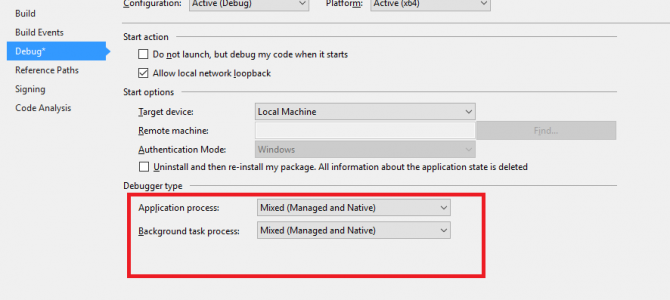 Configuration: Active (Debug) Platform: Active (x64)
Build
Build Events
Debug*
Reference Paths
Signing
Code Analysis
Start action
Do not launch, but debug my code when it starts
Allow local network loopback
Start options
Target device: Local Machine
Remote machine: Find...
Authentication Mode: Windows
Uninstall and then re-install my package. All information about the application state is deleted
Debugger type
Application process: Mixed (Managed and Native)
Background task process: Mixed (Managed and Native)